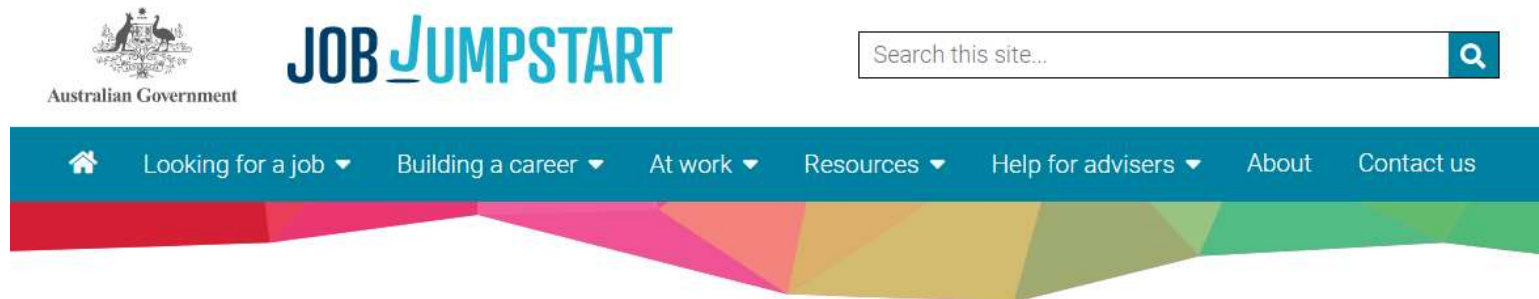 Australian Government
JOB JUMPSTART
Search this site...
Looking for a job Building a career At work Resources Help for advisers About Contact us